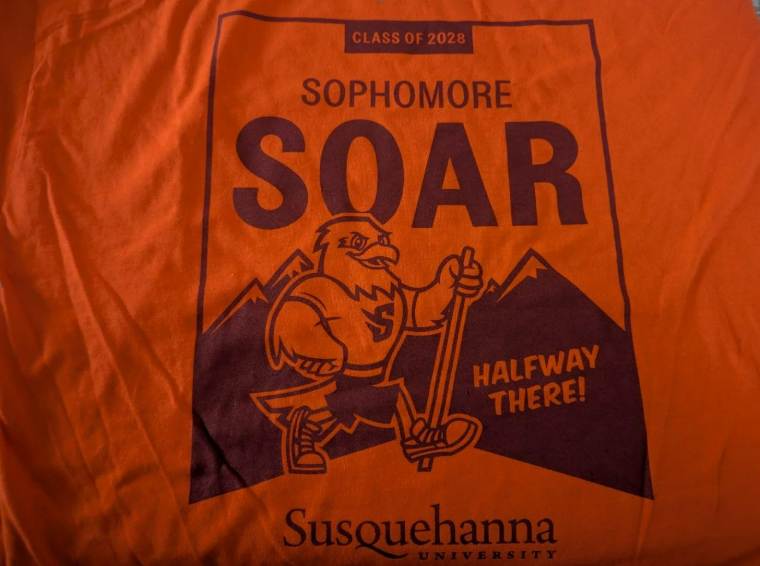 CLASS OF 2028
SOPHOMORE
SOAR
S
HALFWAY
THERE!
Susquehanna
UNIVERSITY